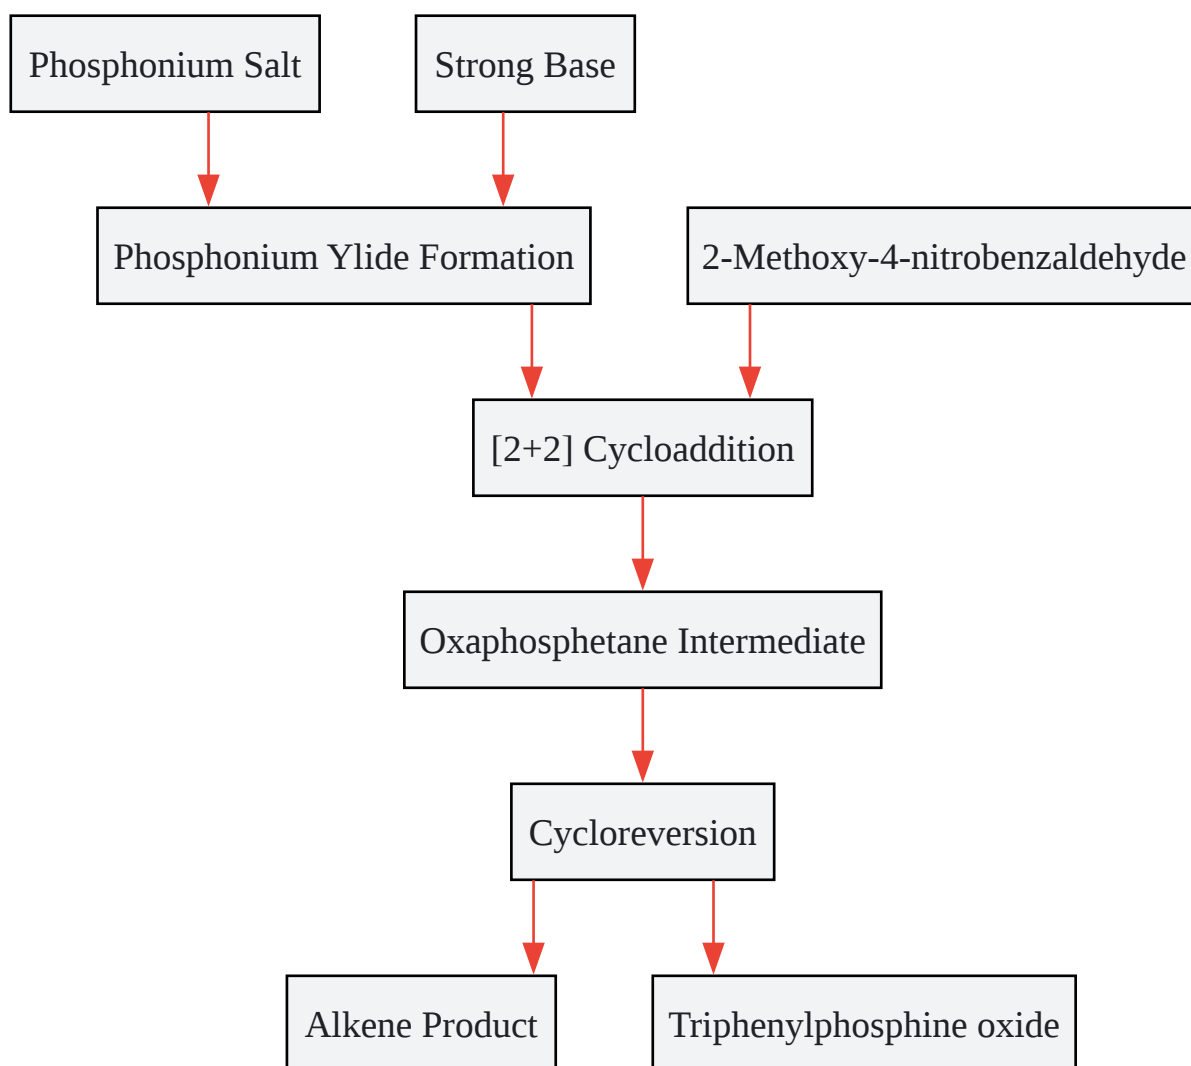 Phosphonium Salt
Strong Base
Phosphonium Ylide Formation
2-Methoxy-4-nitrobenzaldehyde
[2+2] Cycloaddition
Oxaphosphetane Intermediate
Cycloreversion
Alkene Product
Triphenylphosphine oxide